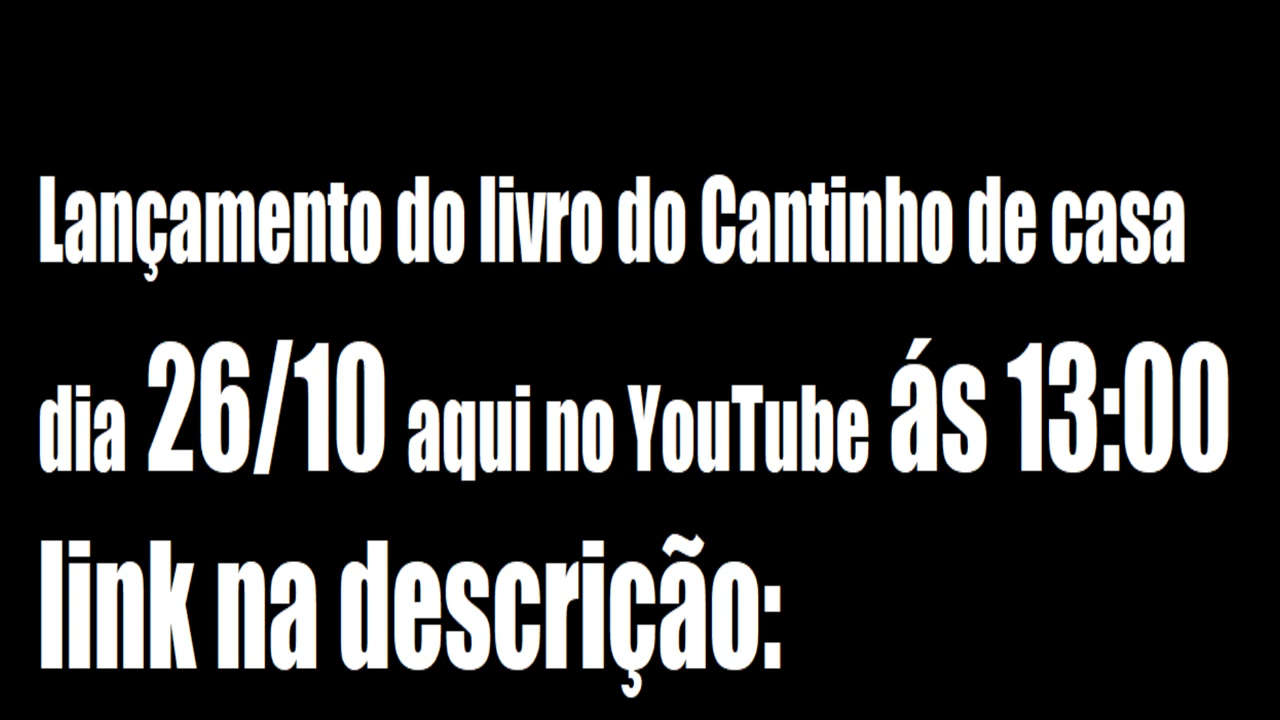 Lançamento do livro do Cantinho de casa
dia 26/10 aqui no YouTube ás 13:00
link na descrição: